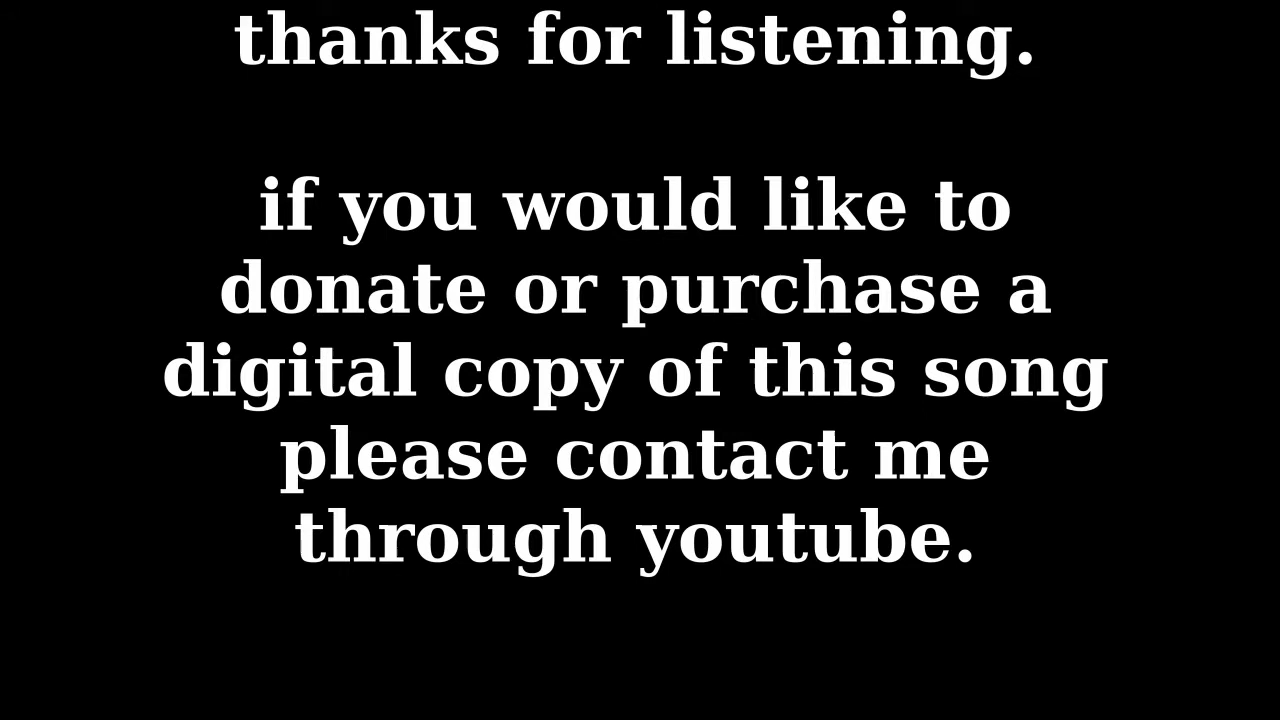 thanks for listening.
if you would like to
donate or purchase a
digital copy of this song
please contact me
through youtube.